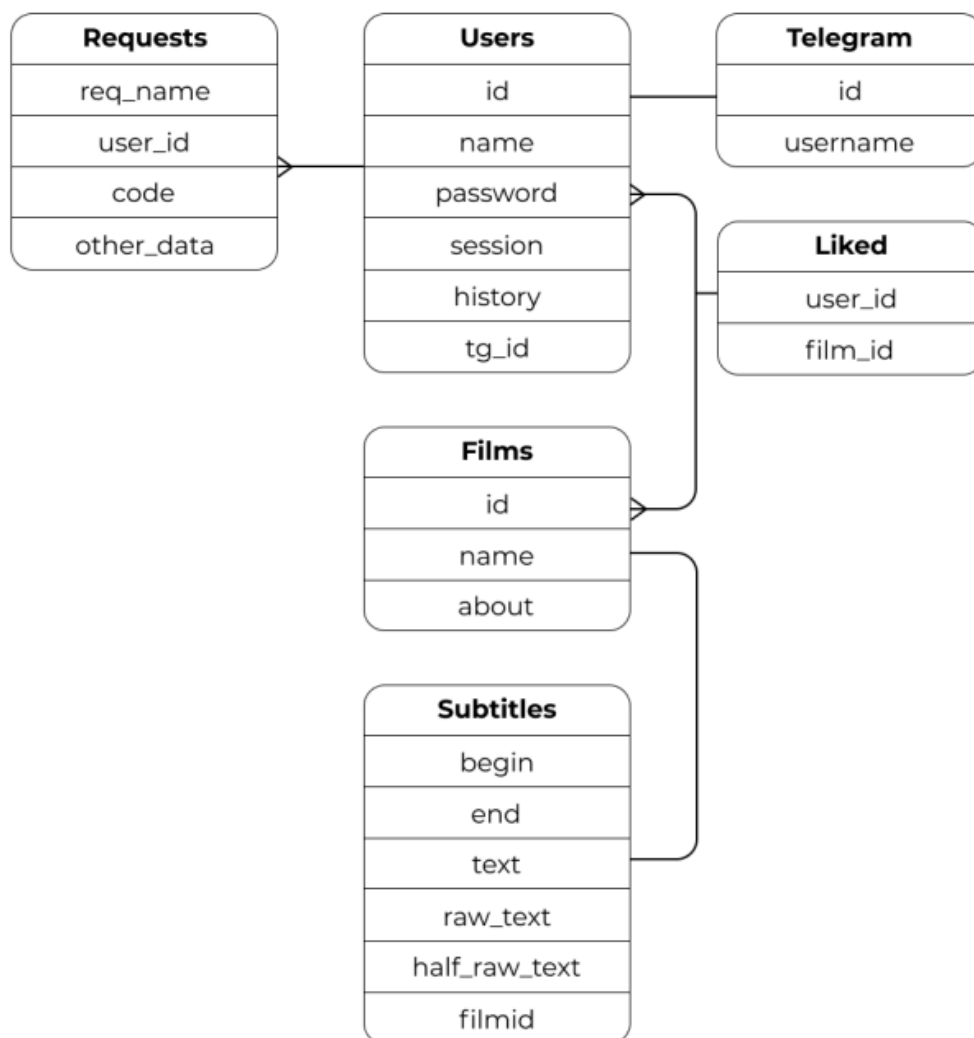 Requests
req_name
user_id
code
other_data
Users
id
name
password
session
history
tg_id
Telegram
id
username
Liked
user_id
film_id
Films
id
name
about
Subtitles
begin
end
text
raw_text
half_raw_text
filmid